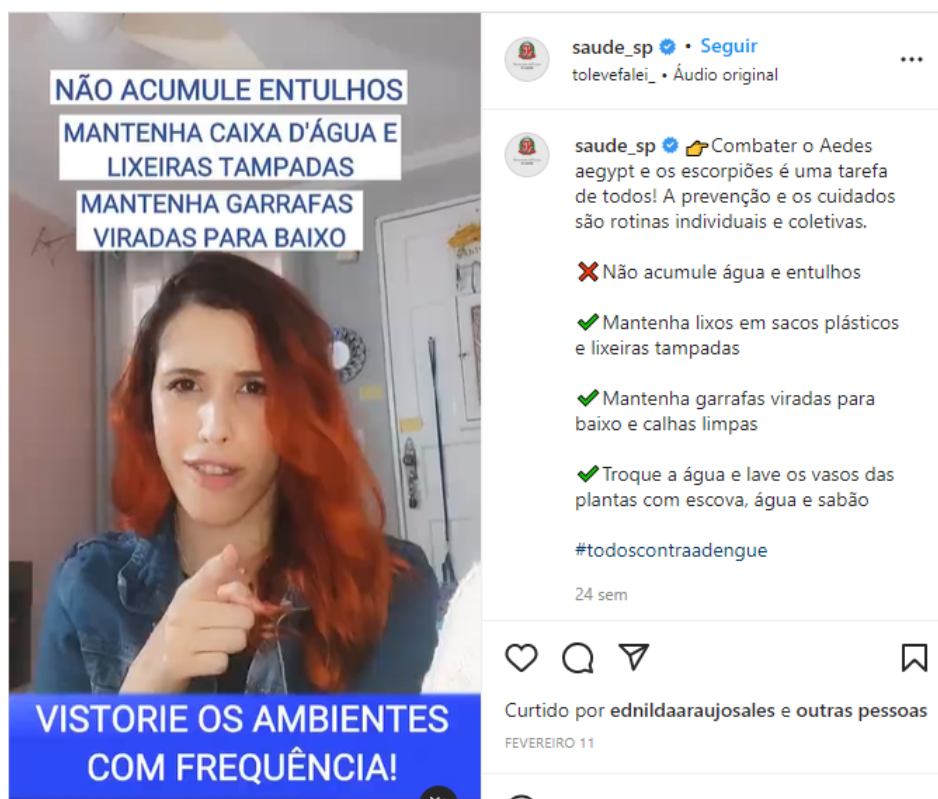 NÃO ACUMULE ENTULHOS
MANTENHA CAIXA D'ÁGUA E
LIXEIRAS TAMPADAS
MANTENHA GARRAFAS
VIRADAS PARA BAIXO
VISTORIE OS AMBIENTES
COM FREQUÊNCIA!
saude_sp • Seguir
tolevefalei_ • Áudio original
saude_sp 👉Combater o Aedes
aegypt e os escorpiões é uma tarefa
de todos! A prevenção e os cuidados
são rotinas individuais e coletivas.
❌Não acumule água e entulhos
✔Mantenha lixos em sacos plásticos
e lixeiras tampadas
✔Mantenha garrafas viradas para
baixo e calhas limpas
✔Troque a água e lave os vasos das
plantas com escova, água e sabão
#todoscontraadengue
24 sem
Curtido por ednildaaraujosales e outras pessoas
FEVEREIRO 11